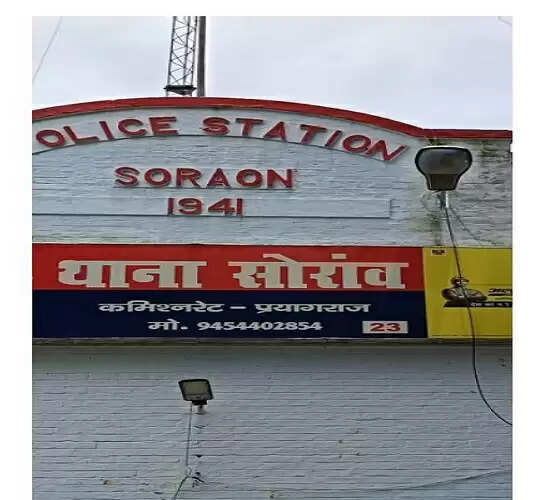 OLICE STATION
SORAON
1941
थाना सोरांव
कमिश्नरेट - प्रयागराज
मो. 9454402854
23